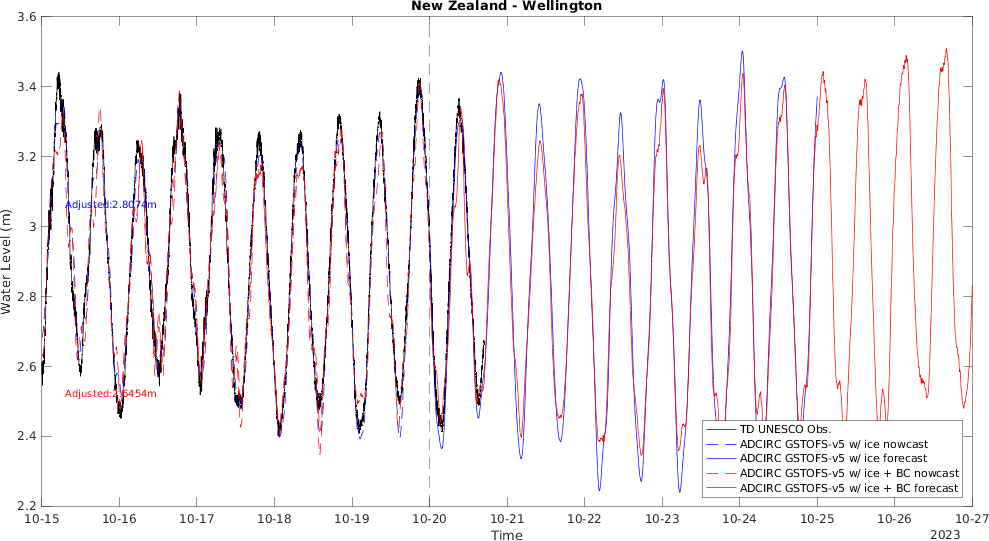 New Zealand - Wellington
3.6
3.4
3.2
3
2.8
2.6
2.4
2.2
Water Level (m)
Adjusted:2.8074m
Adjusted:2.6454m
TD UNESCO Obs.
ADCIRC GSTOFS-v5 w/ ice nowcast
ADCIRC GSTOFS-v5 w/ ice forecast
ADCIRC GSTOFS-v5 w/ ice + BC nowcast
ADCIRC GSTOFS-v5 w/ ice + BC forecast
10-15 10-16 10-17 10-18 10-19 10-20 10-21 10-22 10-23 10-24 10-25 10-26 10-27
Time
2023